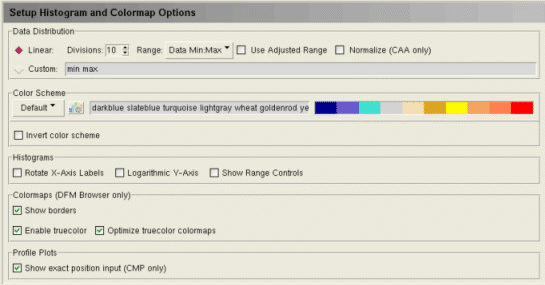 Setup Histogram and Colormap Options
Data Distribution
Linear: Divisions: 10 Range: Data Min:Max Use Adjusted Range Normalize (CAA only)
Custom: min max
Color Scheme
Default darkblue slateblue turquoise lightgray wheat goldenrod ye
Invert color scheme
Histograms
Rotate X-Axis Labels Logarithmic Y-Axis Show Range Controls
Colormaps (DFM Browser only)
Show borders
Enable truecolor Optimize truecolor colormaps
Profile Plots
Show exact position input (CMP only)